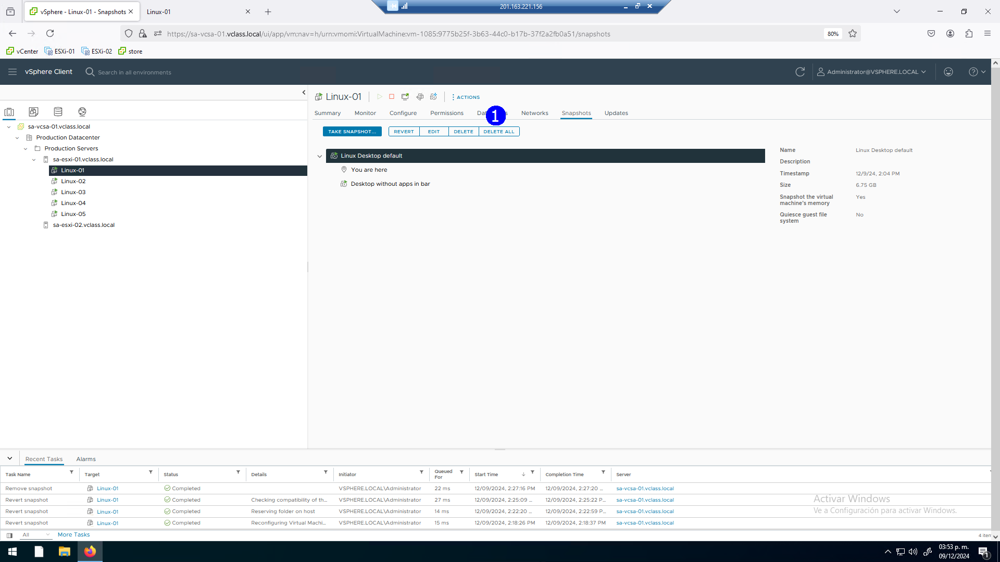 vSphere - Linux-01 - Snapshots
Linux-01
201.163.221.156
https://sa-vcsa-01.vclass.local/ui/app/vm;nav=h/urn:vmomi:VirtualMachine:vm-1085:9775b25f-3b63-44c0-b17b-37f2a2fb0a51/snapshots
80%
vCenter
ESXi-01
ESXi-02
store
vSphere Client
Search in all environments
Administrator@VSPHERE.LOCAL
Linux-01
ACTIONS
Summary
Monitor
Configure
Permissions
1
Networks
Snapshots
Updates
TAKE SNAPSHOT...
REVERT
EDIT
DELETE
DELETE ALL
sa-vcsa-01.vclass.local
Production Datacenter
Production Servers
sa-esxi-01.vclass.local
Linux-01
Linux-02
Linux-03
Linux-04
Linux-05
sa-esxi-02.vclass.local
Linux Desktop default
You are here
Desktop without apps in bar
Name Linux Desktop default
Description
Timestamp 12/9/24, 2:04 PM
Size 6.75 GB
Snapshot the virtual machine's memory Yes
Quiesce guest file system No
Recent Tasks
Alarms
Task Name Target Status Details Initiator Queued For Start Time Completion Time Server
Remove snapshot Linux-01 Completed VSPHERE.LOCAL\Administrator 22 ms 12/09/2024, 2:27:16 PM 12/09/2024, 2:27:20 ... sa-vcsa-01.vclass.local
Revert snapshot Linux-01 Completed Checking compatibility of th... VSPHERE.LOCAL\Administrator 27 ms 12/09/2024, 2:25:09 ... 12/09/2024, 2:25:22 P... sa-vcsa-01.vclass.local
Revert snapshot Linux-01 Completed Reserving folder on host VSPHERE.LOCAL\Administrator 14 ms 12/09/2024, 2:22:20 ... 12/09/2024, 2:22:59 P... sa-vcsa-01.vclass.local
Revert snapshot Linux-01 Completed Reconfiguring Virtual Machi... VSPHERE.LOCAL\Administrator 15 ms 12/09/2024, 2:18:26 PM 12/09/2024, 2:18:37 PM sa-vcsa-01.vclass.local
Activar Windows
Ve a Configuración para activar Windows.
All
More Tasks
4 item
03:53 p. m.
09/12/2024
1